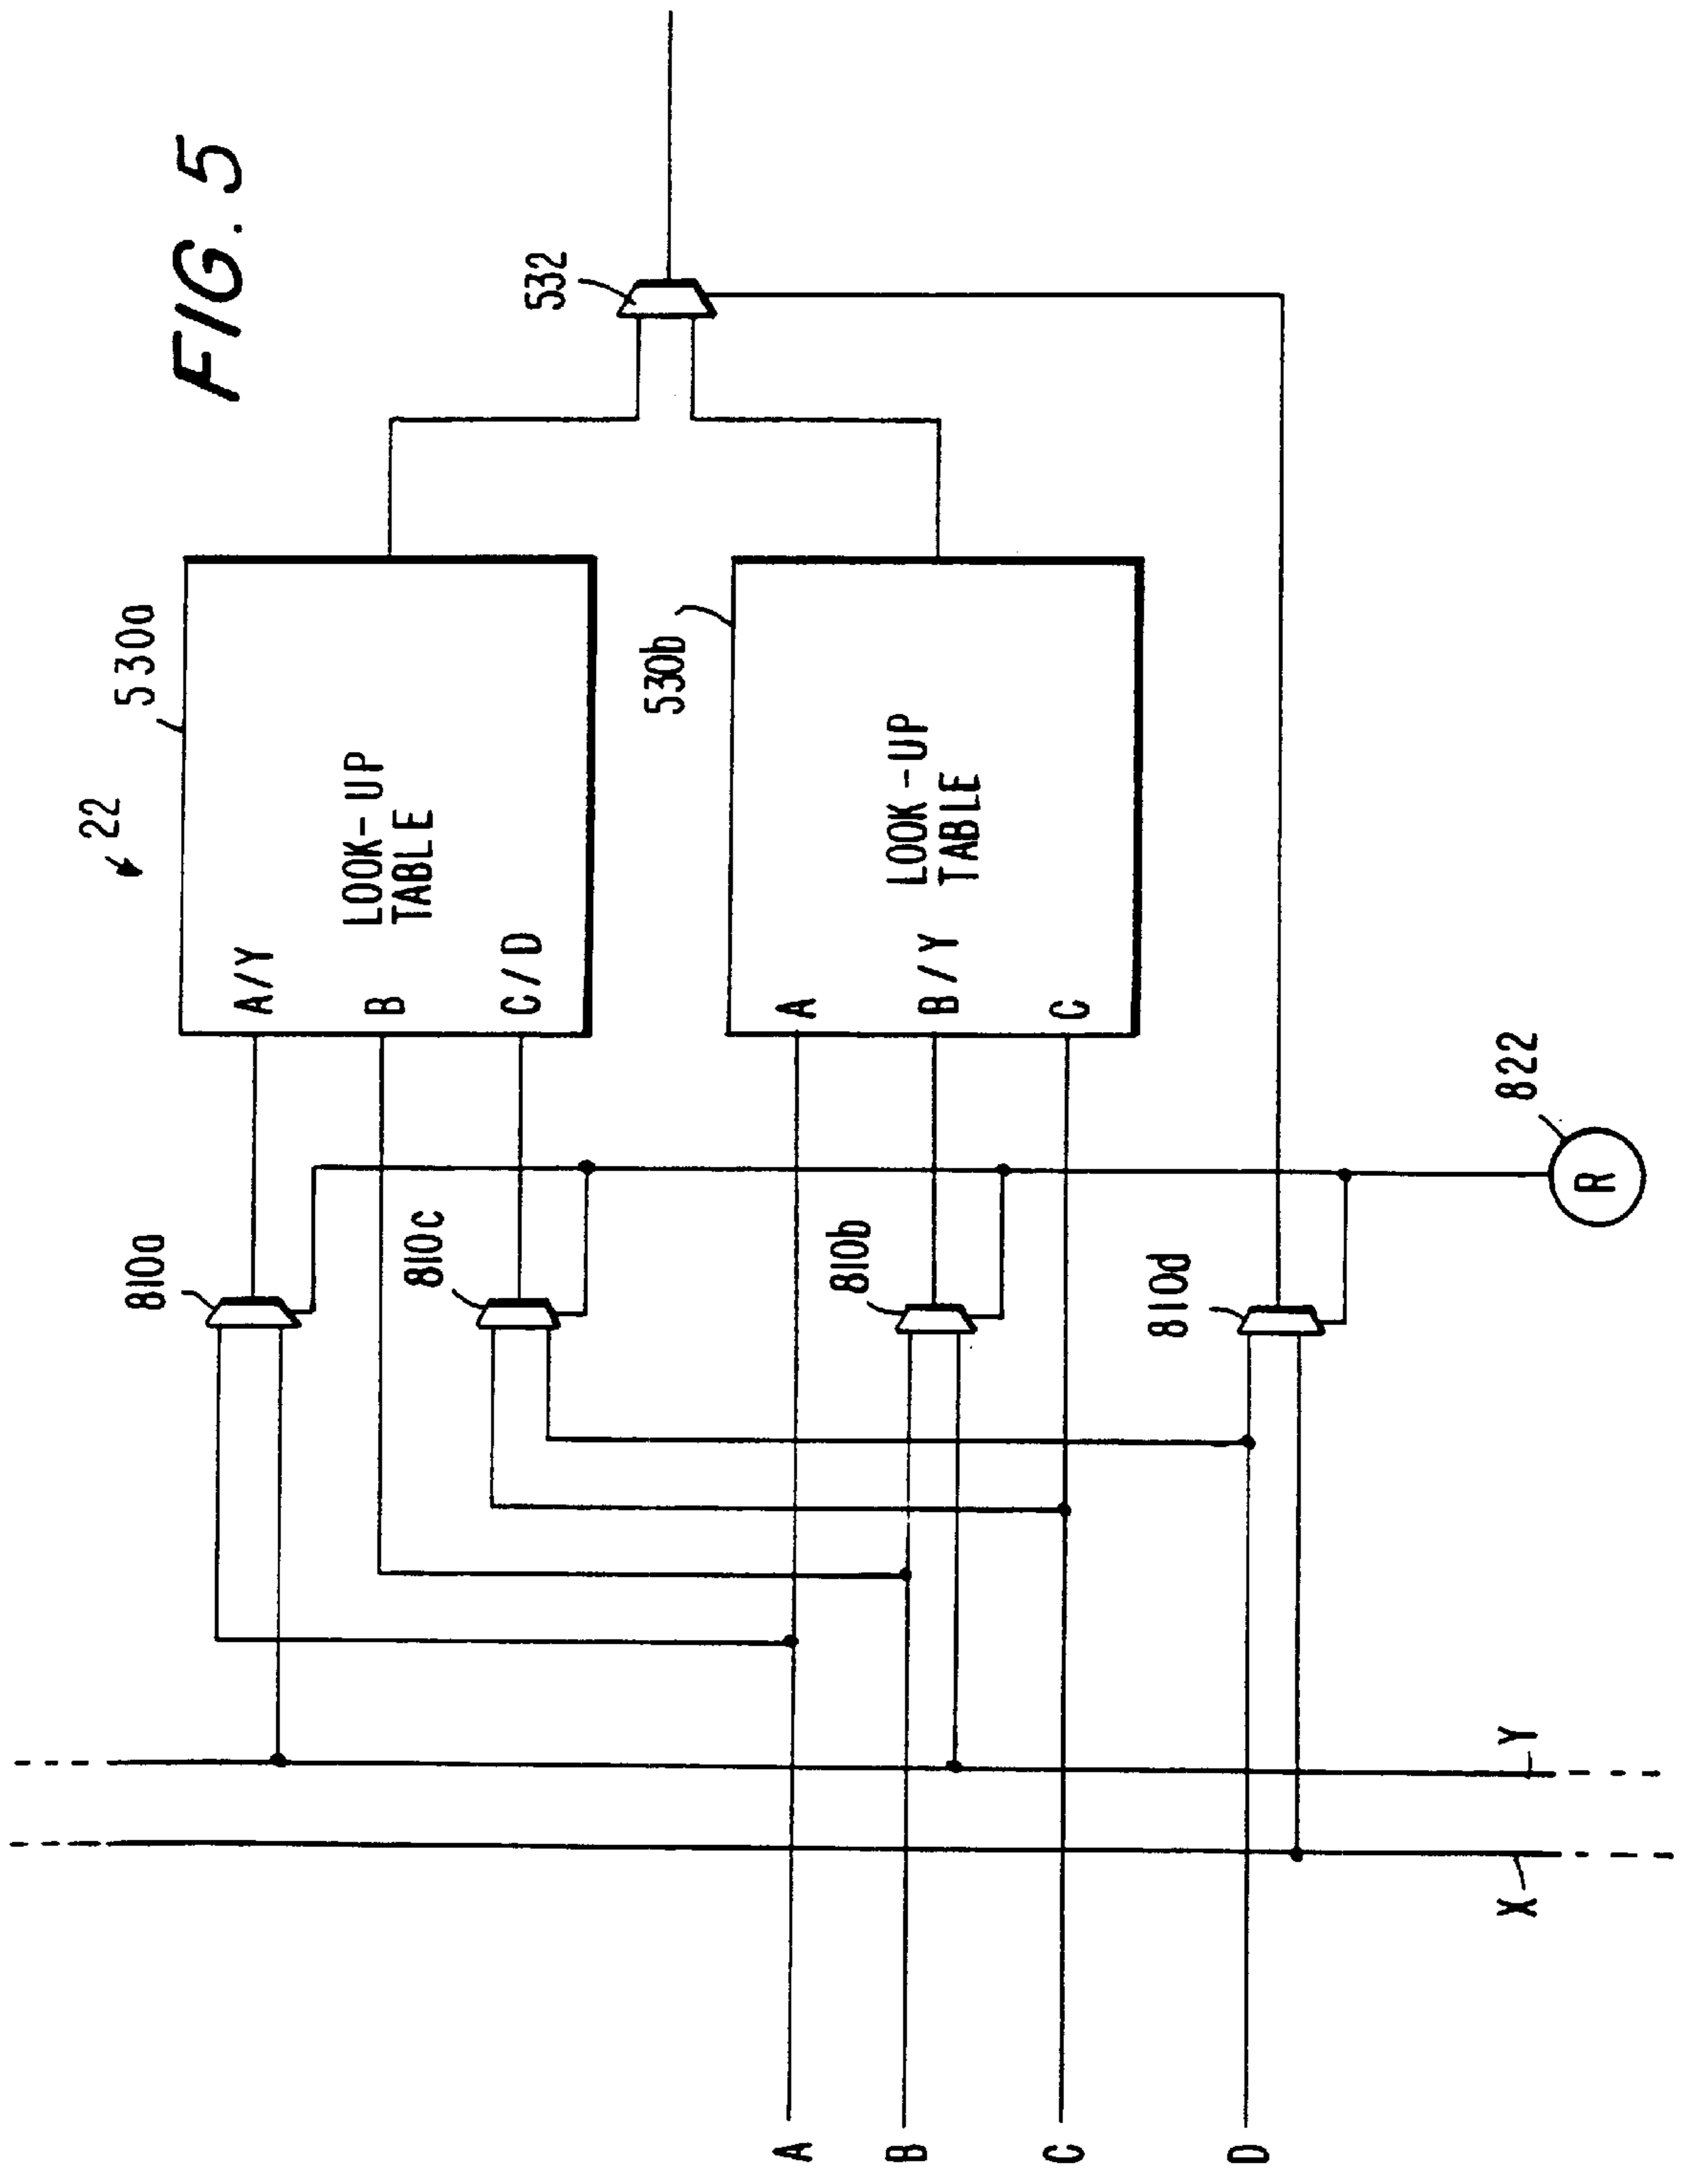 FIG. 5
22
530a
A/Y
B
C/D
LOOK-UP
TABLE
532
530b
A
B/Y
C
LOOK-UP
TABLE
810a
810c
810b
810d
822
R
A
B
C
D
X
Y